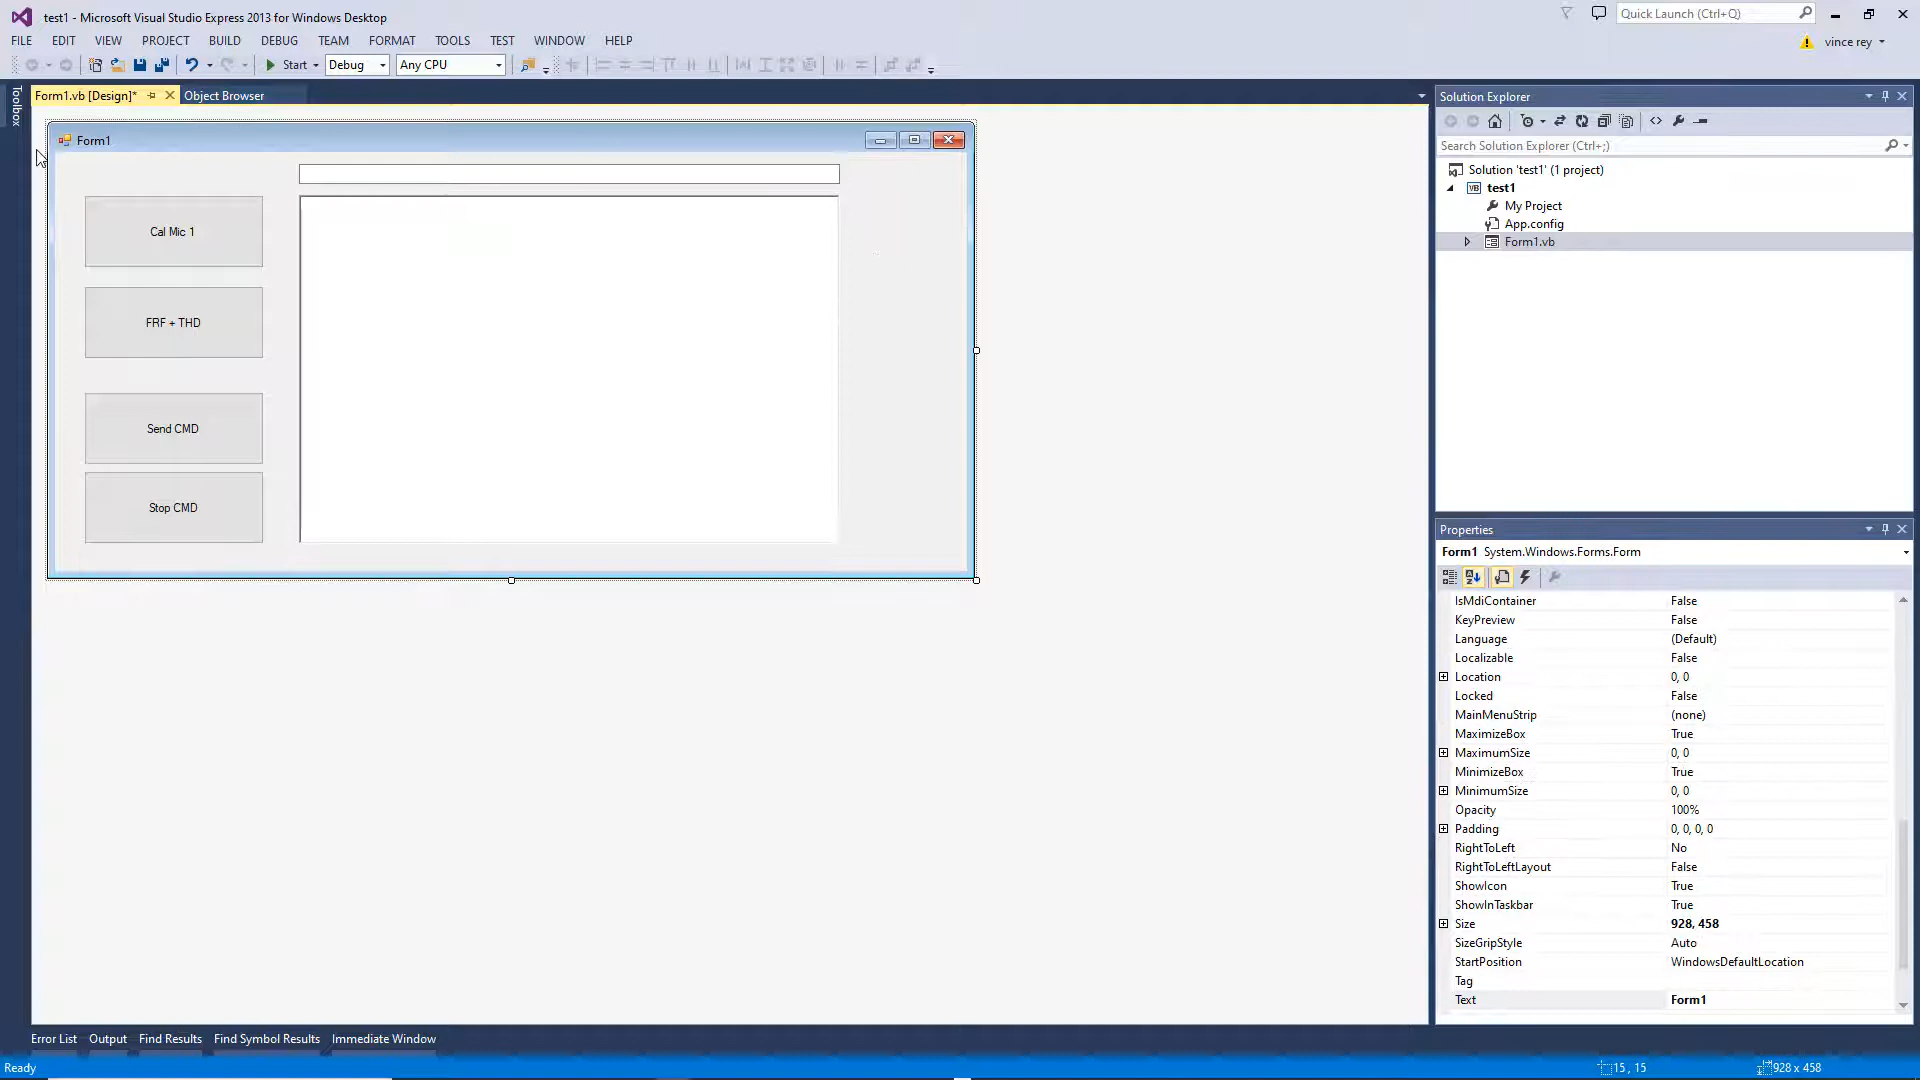 test1 - Microsoft Visual Studio Express 2013 for Windows Desktop
Quick Launch (Ctrl+Q)
FILE EDIT VIEW PROJECT BUILD DEBUG TEAM FORMAT TOOLS TEST WINDOW HELP
vince rey
Start Debug Any CPU
Toolbox
Form1.vb [Design]* Object Browser
Form1
Cal Mic 1
FRF + THD
Send CMD
Stop CMD
Solution Explorer
Search Solution Explorer (Ctrl+;)
Solution 'test1' (1 project)
VB test1
My Project
App.config
Form1.vb
Properties
Form1 System.Windows.Forms.Form
IsMdiContainer False
KeyPreview False
Language (Default)
Localizable False
Location 0, 0
Locked False
MainMenuStrip (none)
MaximizeBox True
MaximumSize 0, 0
MinimizeBox True
MinimumSize 0, 0
Opacity 100%
Padding 0, 0, 0, 0
RightToLeft No
RightToLeftLayout False
ShowIcon True
ShowInTaskbar True
Size 928, 458
SizeGripStyle Auto
StartPosition WindowsDefaultLocation
Tag
Text Form1
Error List Output Find Results Find Symbol Results Immediate Window
Ready 15 , 15 928 x 458